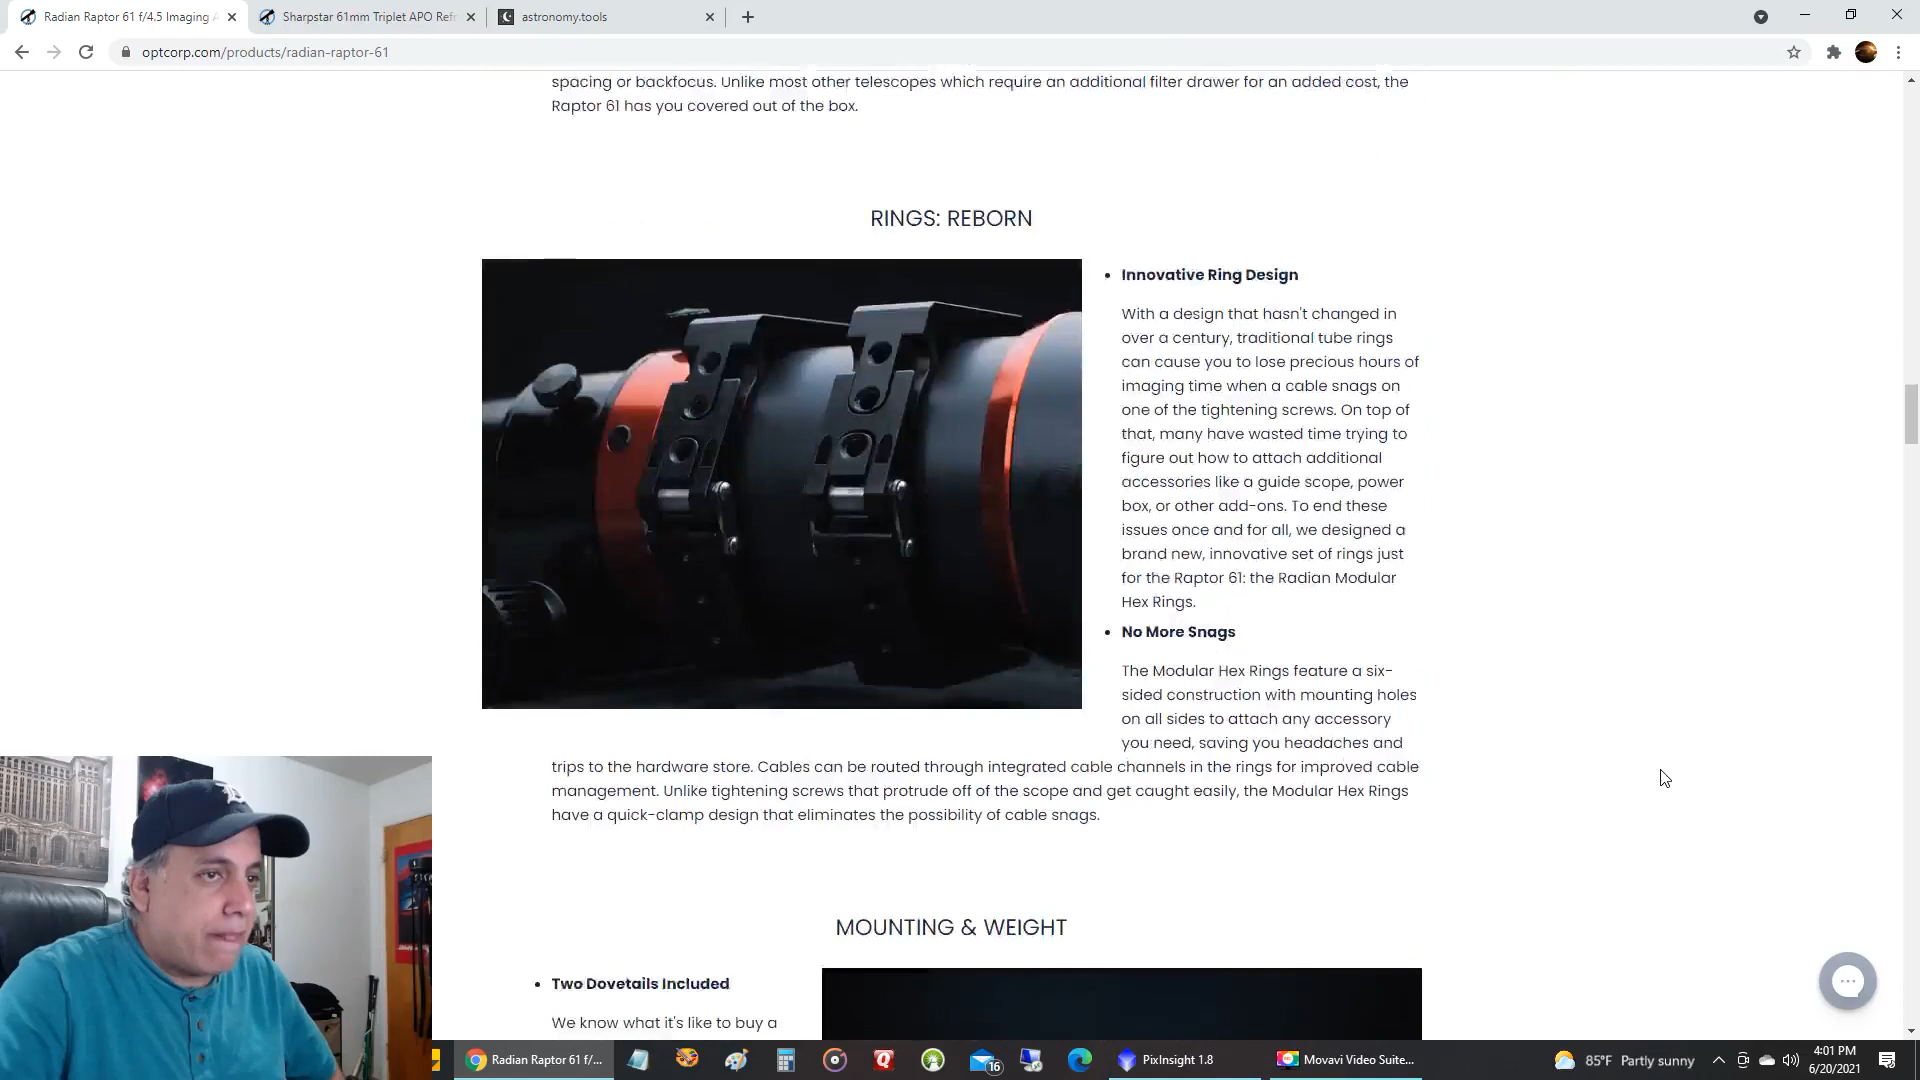 Radian Raptor 61 f/4.5 Imaging
Sharpstar 61mm Triplet APO Refr
astronomy.tools
optcorp.com/products/radian-raptor-61
spacing or backfocus. Unlike most other telescopes which require an additional filter drawer for an added cost, the
Raptor 61 has you covered out of the box.
RINGS: REBORN
• Innovative Ring Design
With a design that hasn't changed in
over a century, traditional tube rings
can cause you to lose precious hours of
imaging time when a cable snags on
one of the tightening screws. On top of
that, many have wasted time trying to
figure out how to attach additional
accessories like a guide scope, power
box, or other add-ons. To end these
issues once and for all, we designed a
brand new, innovative set of rings just
for the Raptor 61: the Radian Modular
Hex Rings.
• No More Snags
The Modular Hex Rings feature a six-
sided construction with mounting holes
on all sides to attach any accessory
you need, saving you headaches and
trips to the hardware store. Cables can be routed through integrated cable channels in the rings for improved cable
management. Unlike tightening screws that protrude off of the scope and get caught easily, the Modular Hex Rings
have a quick-clamp design that eliminates the possibility of cable snags.
MOUNTING & WEIGHT
• Two Dovetails Included
We know what it's like to buy a
Radian Raptor 61 f/...
16
PixInsight 1.8
Movavi Video Suite...
85°F Partly sunny
4:01 PM
6/20/2021